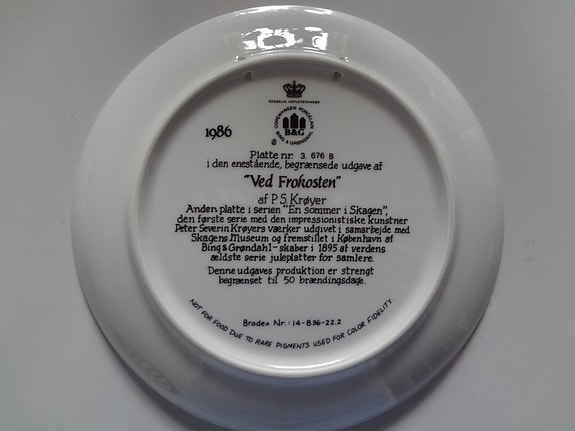 KONGELIG HOFLEVERANDØR
COPENHAGEN PORCELAIN
B&G
BING & GRØNDAHL
©
1986
Platte nr. 3. 676 B
i den enestående, begrænsede udgave af
"Ved Frokosten"
af P.S. Krøyer
Anden platte i serien "En sommer i Skagen",
den første serie med den impressionistiske kunstner
Peter Severin Krøyers værker udgivet i samarbejde med
Skagens Museum og fremstillet i København af
Bing & Grøndahl-skaber i 1895 af verdens
ældste serie juleplatter for samlere.
Denne udgaves produktion er strengt
begrænset til 50 brændingsdage.
Bradex Nr.: 14-B36-22.2
NOT FOR FOOD DUE TO RARE PIGMENTS USED FOR COLOR FIDELITY.